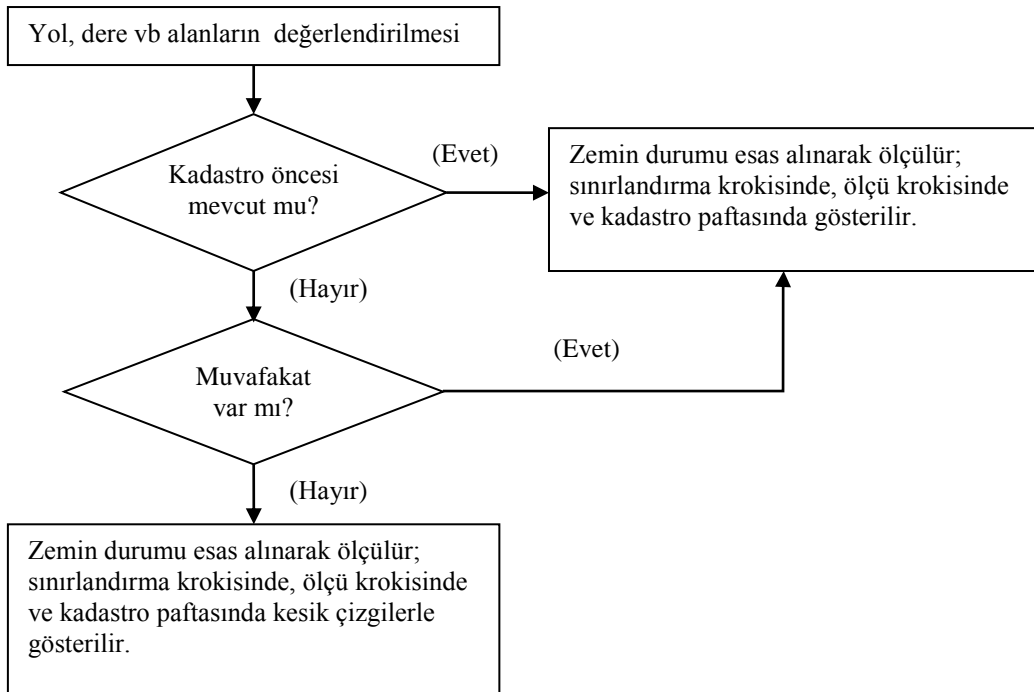 Yol, dere vb alanların değerlendirilmesi
Kadastro öncesi
mevcut mu?
(Evet)
Zemin durumu esas alınarak ölçülür;
sınırlandırma krokisinde, ölçü krokisinde
ve kadastro paftasında gösterilir.
(Hayır)
Muvafakat
var mı?
(Evet)
(Hayır)
Zemin durumu esas alınarak ölçülür;
sınırlandırma krokisinde, ölçü krokisinde
ve kadastro paftasında kesik çizgilerle
gösterilir.